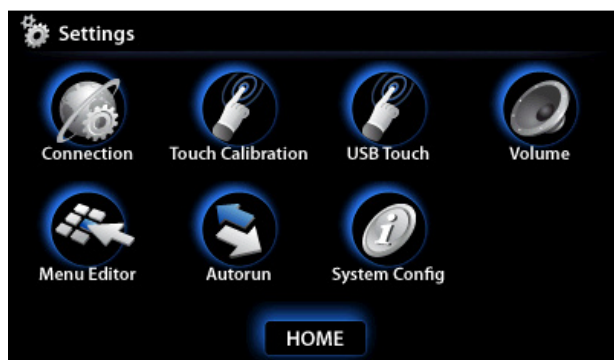 Settings
Connection
Touch Calibration
USB Touch
Volume
Menu Editor
Autorun
System Config
HOME